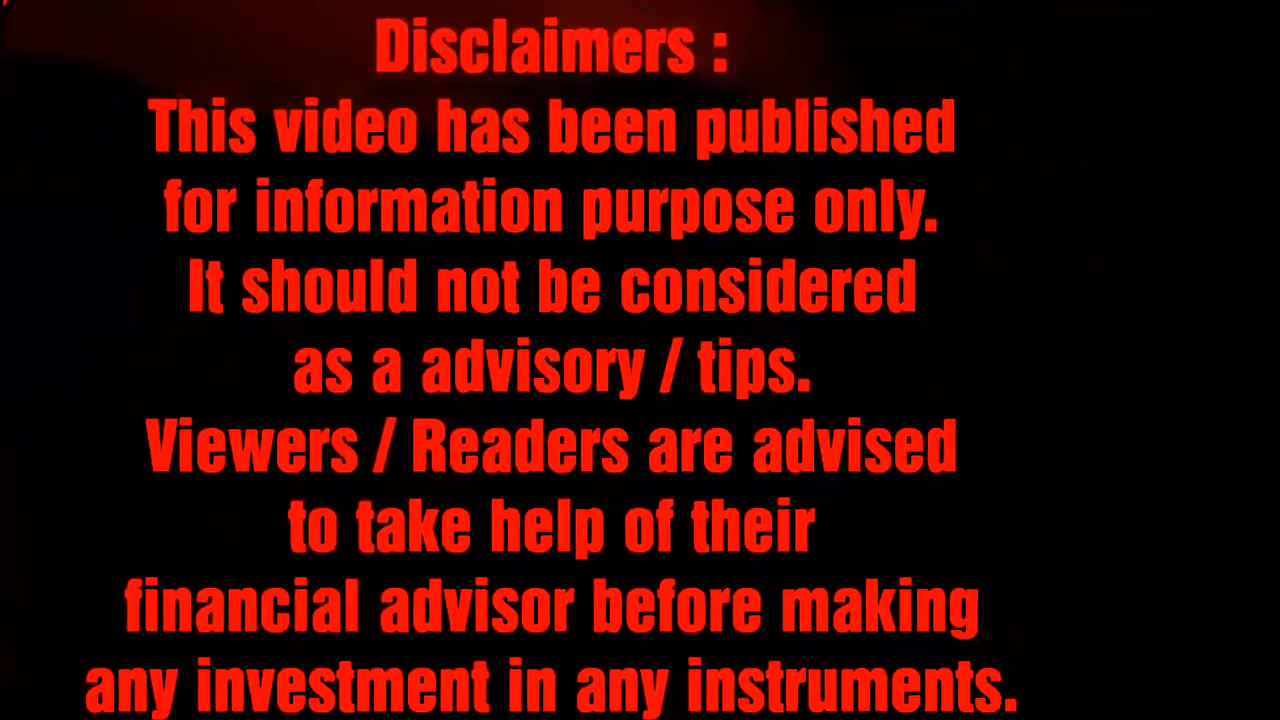 Disclaimers :
This video has been published
for information purpose only.
It should not be considered
as a advisory / tips.
Viewers / Readers are advised
to take help of their
financial advisor before making
any investment in any instruments.